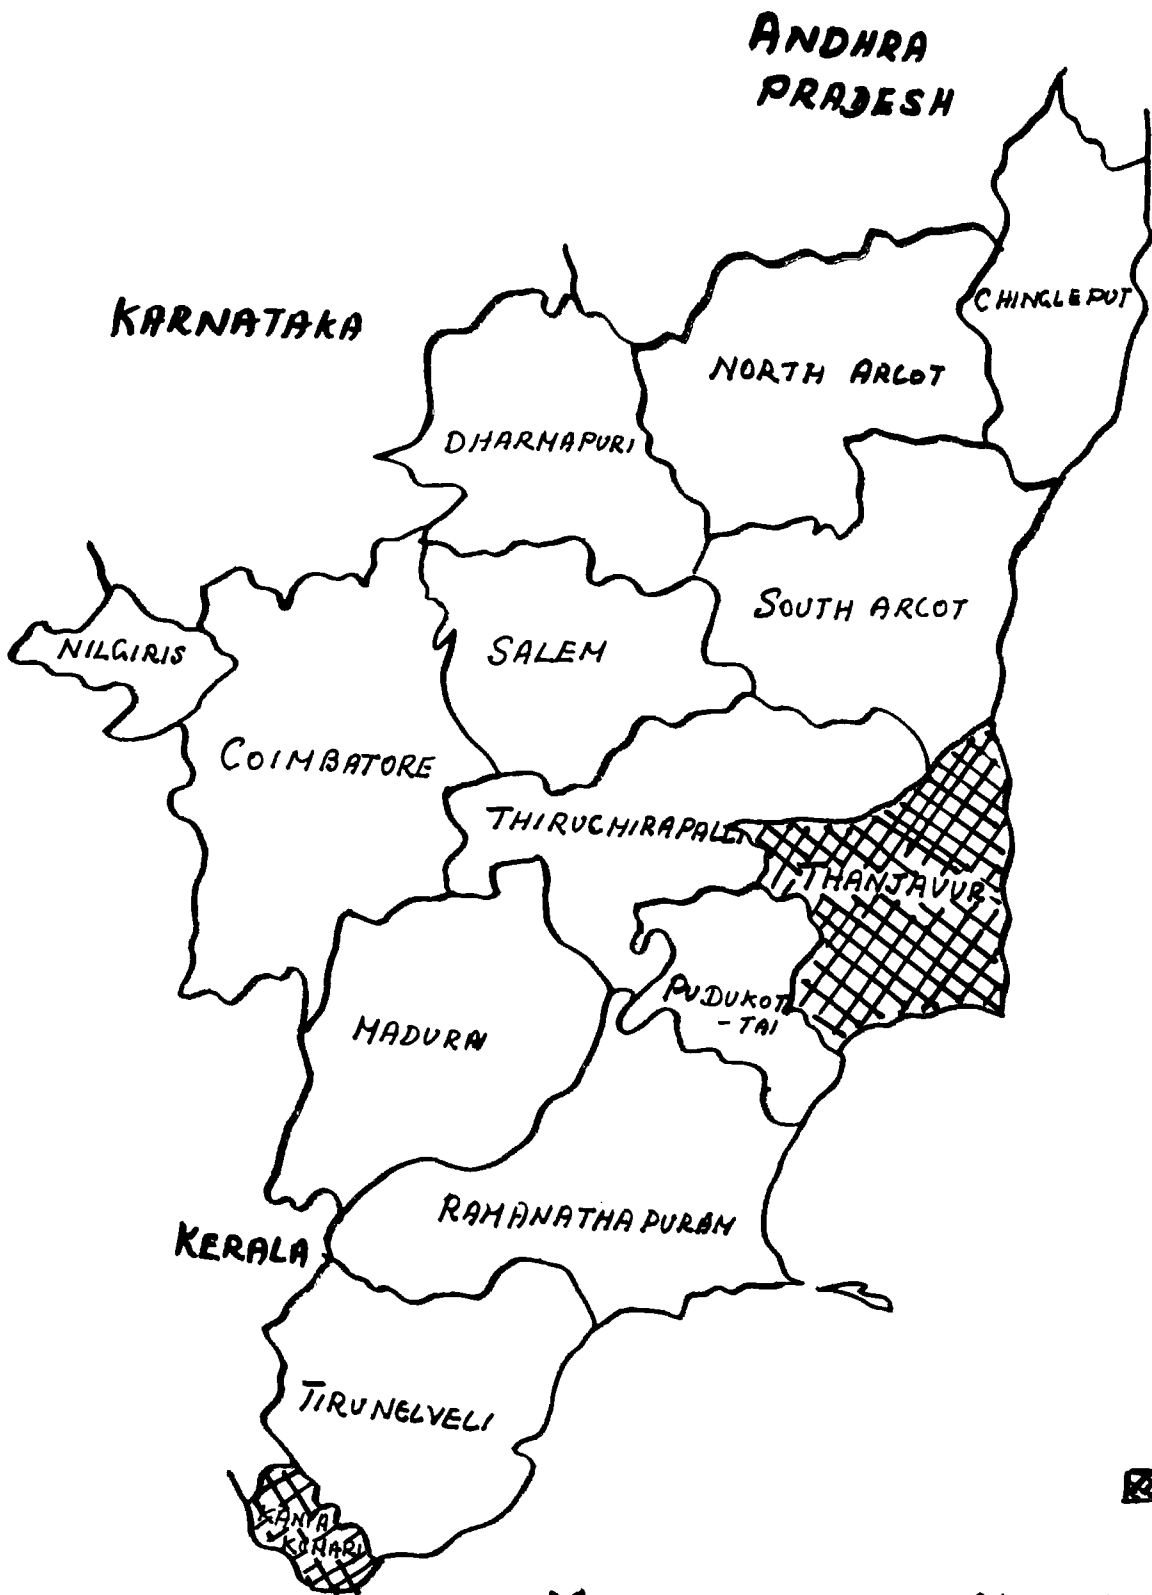 ANDHRA
PRADESH
KARNATAKA
CHINGLEPUT
NORTH ARCOT
DHARMAPURI
SOUTH ARCOT
NILGIRIS
SALEM
COIMBATORE
THIRUCHIRAPALLI
THANJAVUR
PUDUKOT
-TAI
MADURAI
RAMANATHAPURAM
KERALA
TIRUNELVELI
KANYA
KUMARI